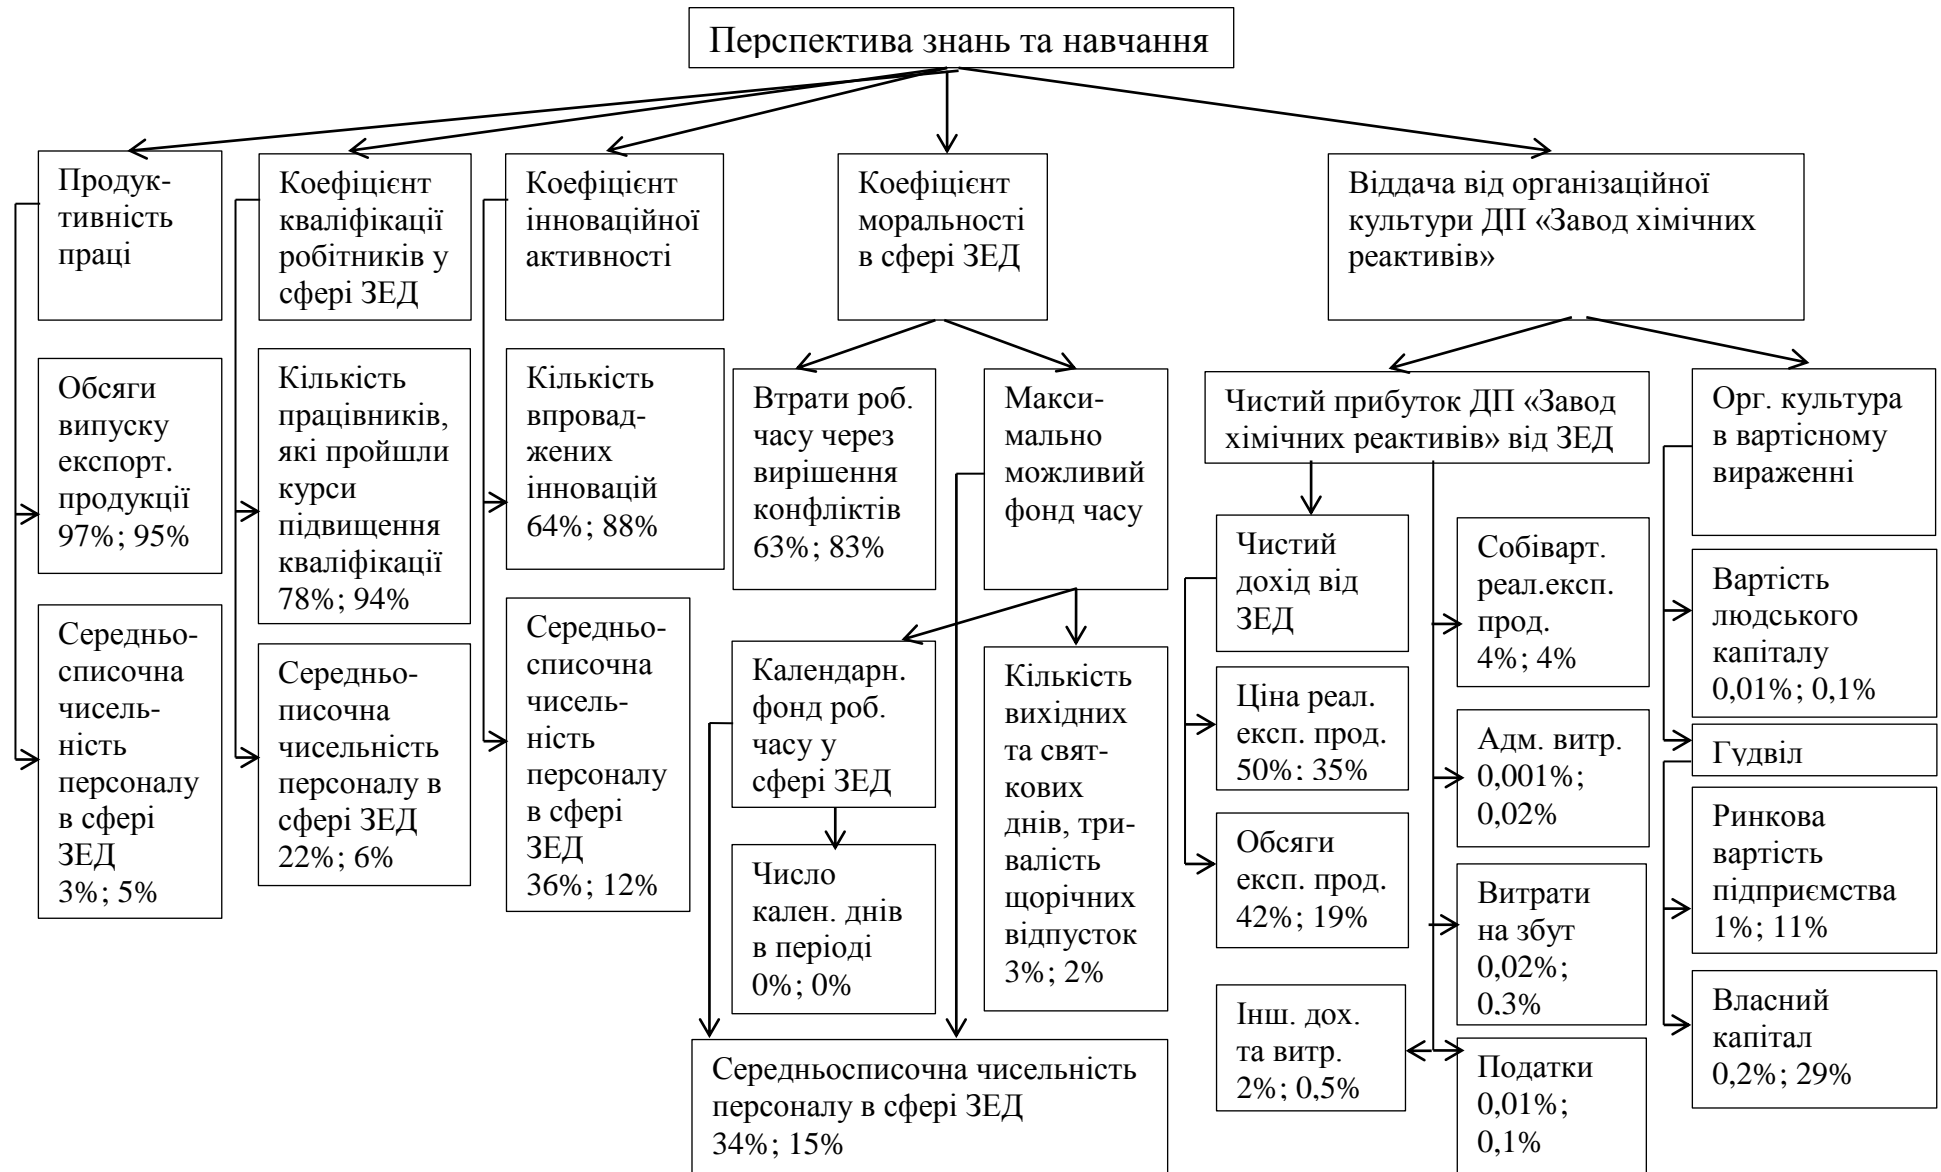 Перспектива знань та навчання
Продук-
тивність
праці
Коефіцієнт
кваліфікації
робітників у
сфері ЗЕД
Коефіцієнт
інноваційної
активності
Коефіцієнт
моральності
в сфері ЗЕД
Віддача від організаційної
культури ДП «Завод хімічних
реактивів»
Обсяги
випуску
експорт.
продукції
97%; 95%
Кількість
працівників,
які пройшли
курси
підвищення
кваліфікації
78%; 94%
Кількість
впровад-
жених
інновацій
64%; 88%
Втрати роб.
часу через
вирішення
конфліктів
63%; 83%
Макси-
мально
можливий
фонд часу
Чистий прибуток ДП «Завод
хімічних реактивів» від ЗЕД
Орг. культура
в вартісному
вираженні
Середньо-
списочна
чисель-
ність
персоналу
в сфері
ЗЕД
3%; 5%
Середньо-
писочна
чисельність
персоналу в
сфері ЗЕД
22%; 6%
Середньо-
списочна
чисель-
ність
персоналу
в сфері
ЗЕД
36%; 12%
Календарн.
фонд роб.
часу у
сфері ЗЕД
Кількість
вихідних
та свят-
кових
днів, три-
валість
щорічних
відпусток
3%; 2%
Число
кален. днів
в періоді
0%; 0%
Середньосписочна чисельність
персоналу в сфері ЗЕД
34%; 15%
Чистий
дохід від
ЗЕД
Ціна реал.
експ. прод.
50%; 35%
Обсяги
експ. прод.
42%; 19%
Інш. дох.
та витр.
2%; 0,5%
Собіварт.
реал.експ.
прод.
4%; 4%
Адм. витр.
0,001%;
0,02%
Витрати
на збут
0,02%;
0,3%
Податки
0,01%;
0,1%
Вартість
людського
капіталу
0,01%; 0,1%
Гудвіл
Ринкова
вартість
підприємства
1%; 11%
Власний
капітал
0,2%; 29%